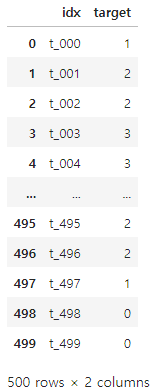 idx target
0 t_000 1
1 t_001 2
2 t_002 2
3 t_003 3
4 t_004 3
... ... ...
495 t_495 2
496 t_496 2
497 t_497 1
498 t_498 0
499 t_499 0
500 rows × 2 columns